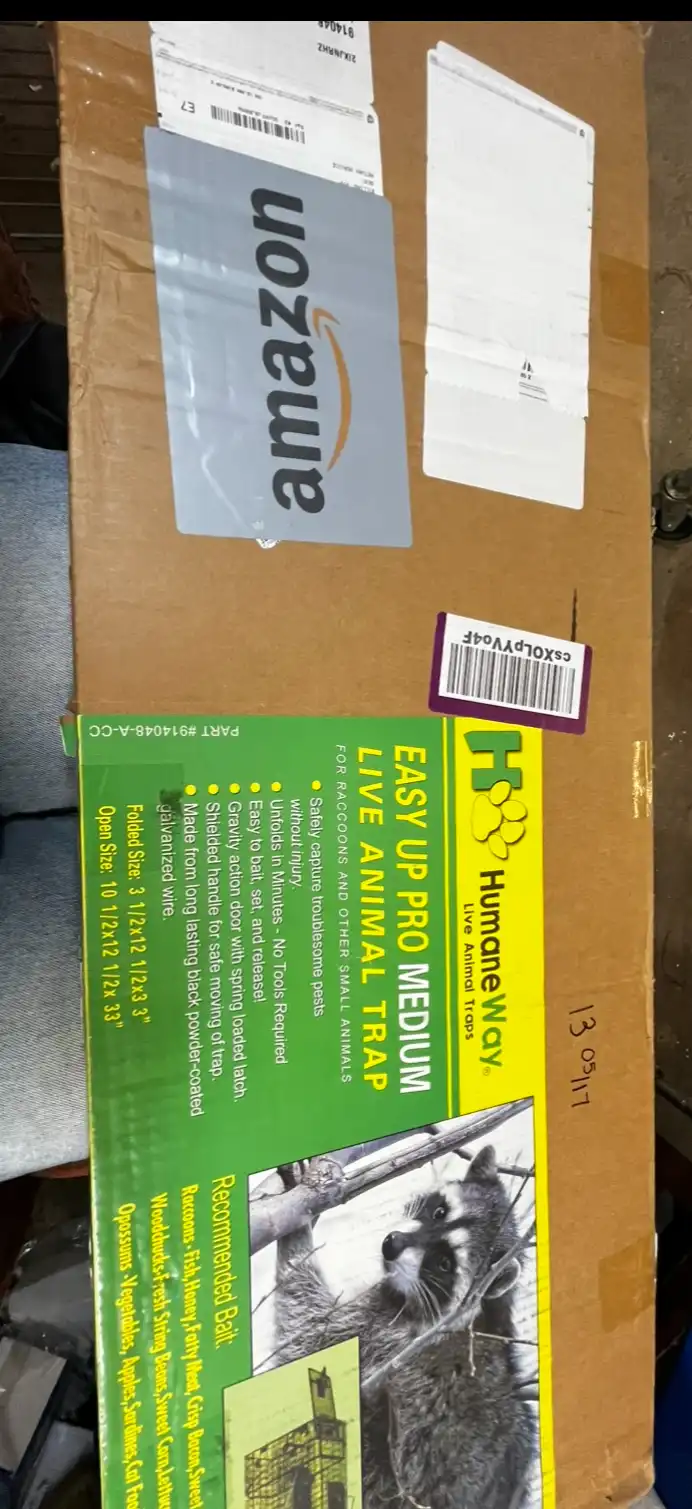 914048
21XJNRHZ
E7
amazon
csXOLpYVo4F
PART #914048-A-CC
H HumaneWay®
Live Animal Traps
EASY UP PRO MEDIUM
LIVE ANIMAL TRAP
FOR RACCOONS AND OTHER SMALL ANIMALS
• Safely capture troublesome pests
without injury.
• Unfolds in Minutes - No Tools Required
• Easy to bait, set, and release!
• Gravity action door with spring loaded latch.
• Shielded handle for safe moving of trap.
• Made from long lasting black powder-coated
galvanized wire.
Folded Size: 3 1/2x12 1/2x3 3"
Open Size: 10 1/2x12 1/2x 33"
13 05/17
Recommended Bait:
Raccoons - Fish,Honey,Fatty Meat, Crisp Bacon,Sweet
Woodchucks-Fresh String Beans,Sweet Corn,Lettuce
Opossums -Vegetables, Apples,Sardines,Cat Foo